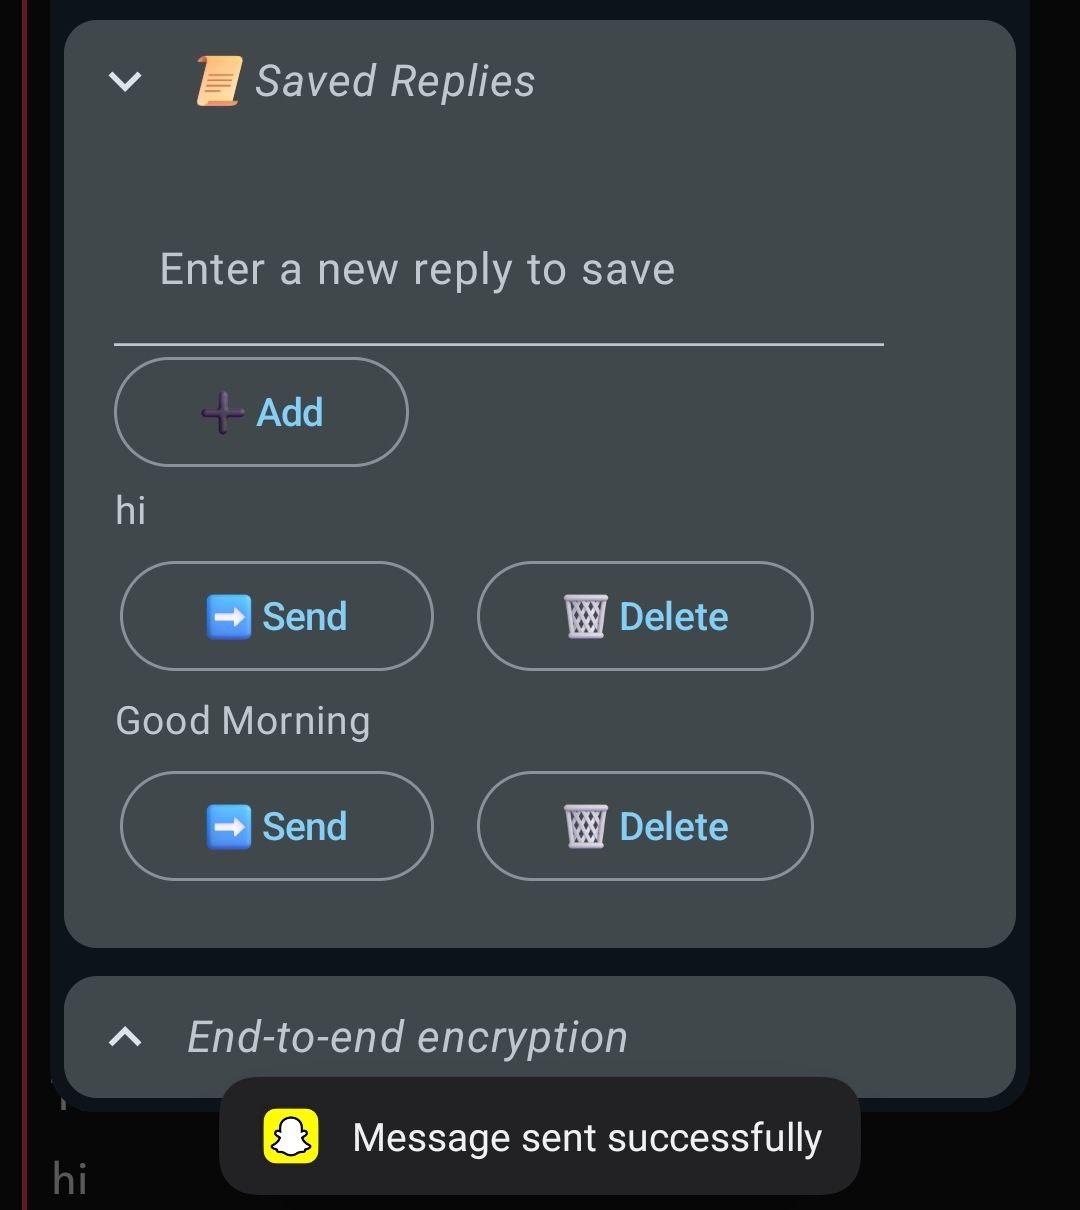 Saved Replies
Enter a new reply to save
Add
hi
Send Delete
Good Morning
Send Delete
End-to-end encryption
Message sent successfully
hi